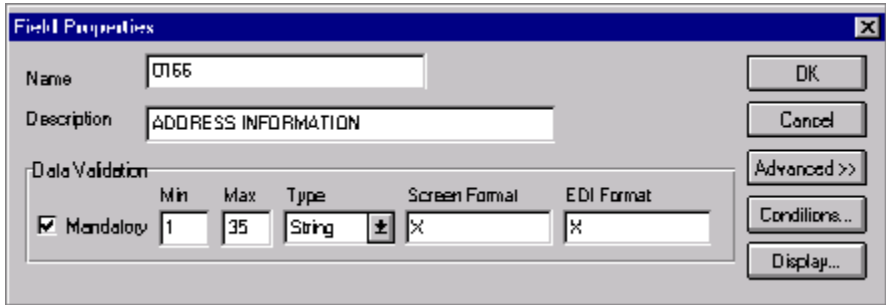 Field Properties
Name 0166 OK
Description ADDRESS INFORMATION Cancel
Data Validation Advanced >>
Min Max Type Screen Format EDI Format
Mandatory 1 35 String X X Conditions...
Display...